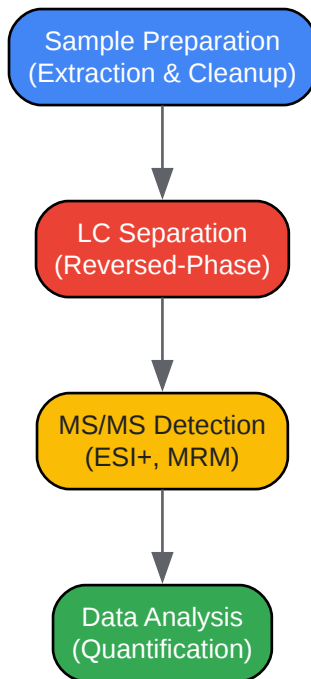 Sample Preparation
(Extraction & Cleanup)
LC Separation
(Reversed-Phase)
MS/MS Detection
(ESI+, MRM)
Data Analysis
(Quantification)